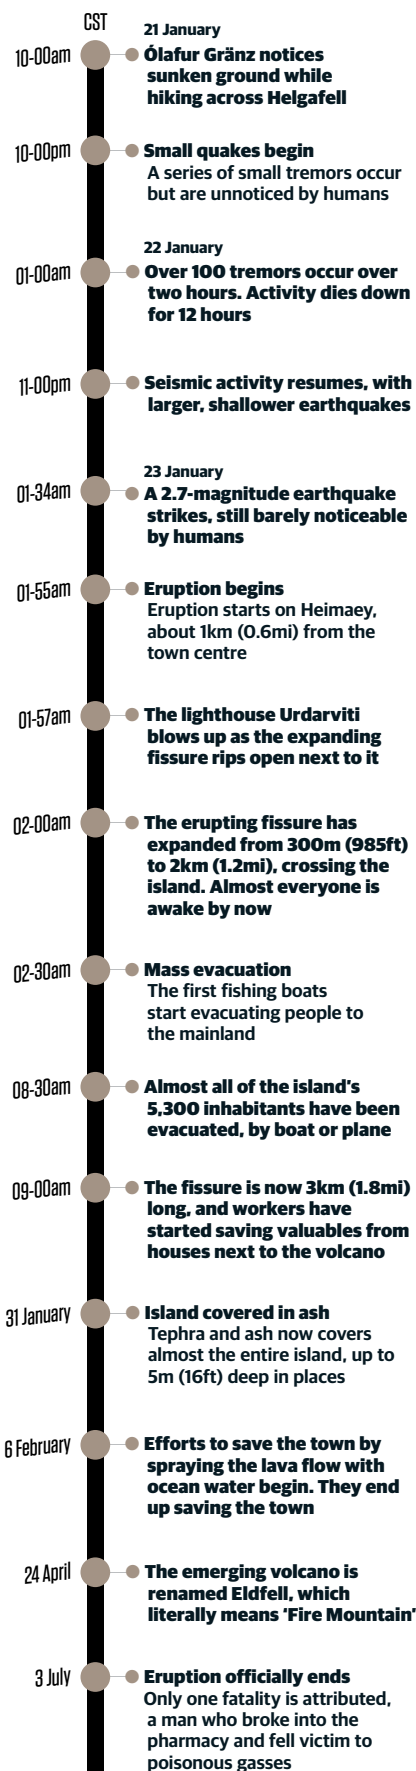 CST
21 January
10-00am
Ólafur Gränz notices
sunken ground while
hiking across Helgafell
10-00pm
Small quakes begin
A series of small tremors occur
but are unnoticed by humans
22 January
01-00am
Over 100 tremors occur over
two hours. Activity dies down
for 12 hours
11-00pm
Seismic activity resumes, with
larger, shallower earthquakes
23 January
01-34am
A 2.7-magnitude earthquake
strikes, still barely noticeable
by humans
01-55am
Eruption begins
Eruption starts on Heimaey,
about 1km (0.6mi) from the
town centre
01-57am
The lighthouse Urdarviti
blows up as the expanding
fissure rips open next to it
02-00am
The erupting fissure has
expanded from 300m (985ft)
to 2km (1.2mi), crossing the
island. Almost everyone is
awake by now
02-30am
Mass evacuation
The first fishing boats
start evacuating people to
the mainland
08-30am
Almost all of the island's
5,300 inhabitants have been
evacuated, by boat or plane
09-00am
The fissure is now 3km (1.8mi)
long, and workers have
started saving valuables from
houses next to the volcano
31 January
Island covered in ash
Tephra and ash now covers
almost the entire island, up to
5m (16ft) deep in places
6 February
Efforts to save the town by
spraying the lava flow with
ocean water begin. They end
up saving the town
24 April
The emerging volcano is
renamed Eldfell, which
literally means ‘Fire Mountain’
3 July
Eruption officially ends
Only one fatality is attributed,
a man who broke into the
pharmacy and fell victim to
poisonous gasses